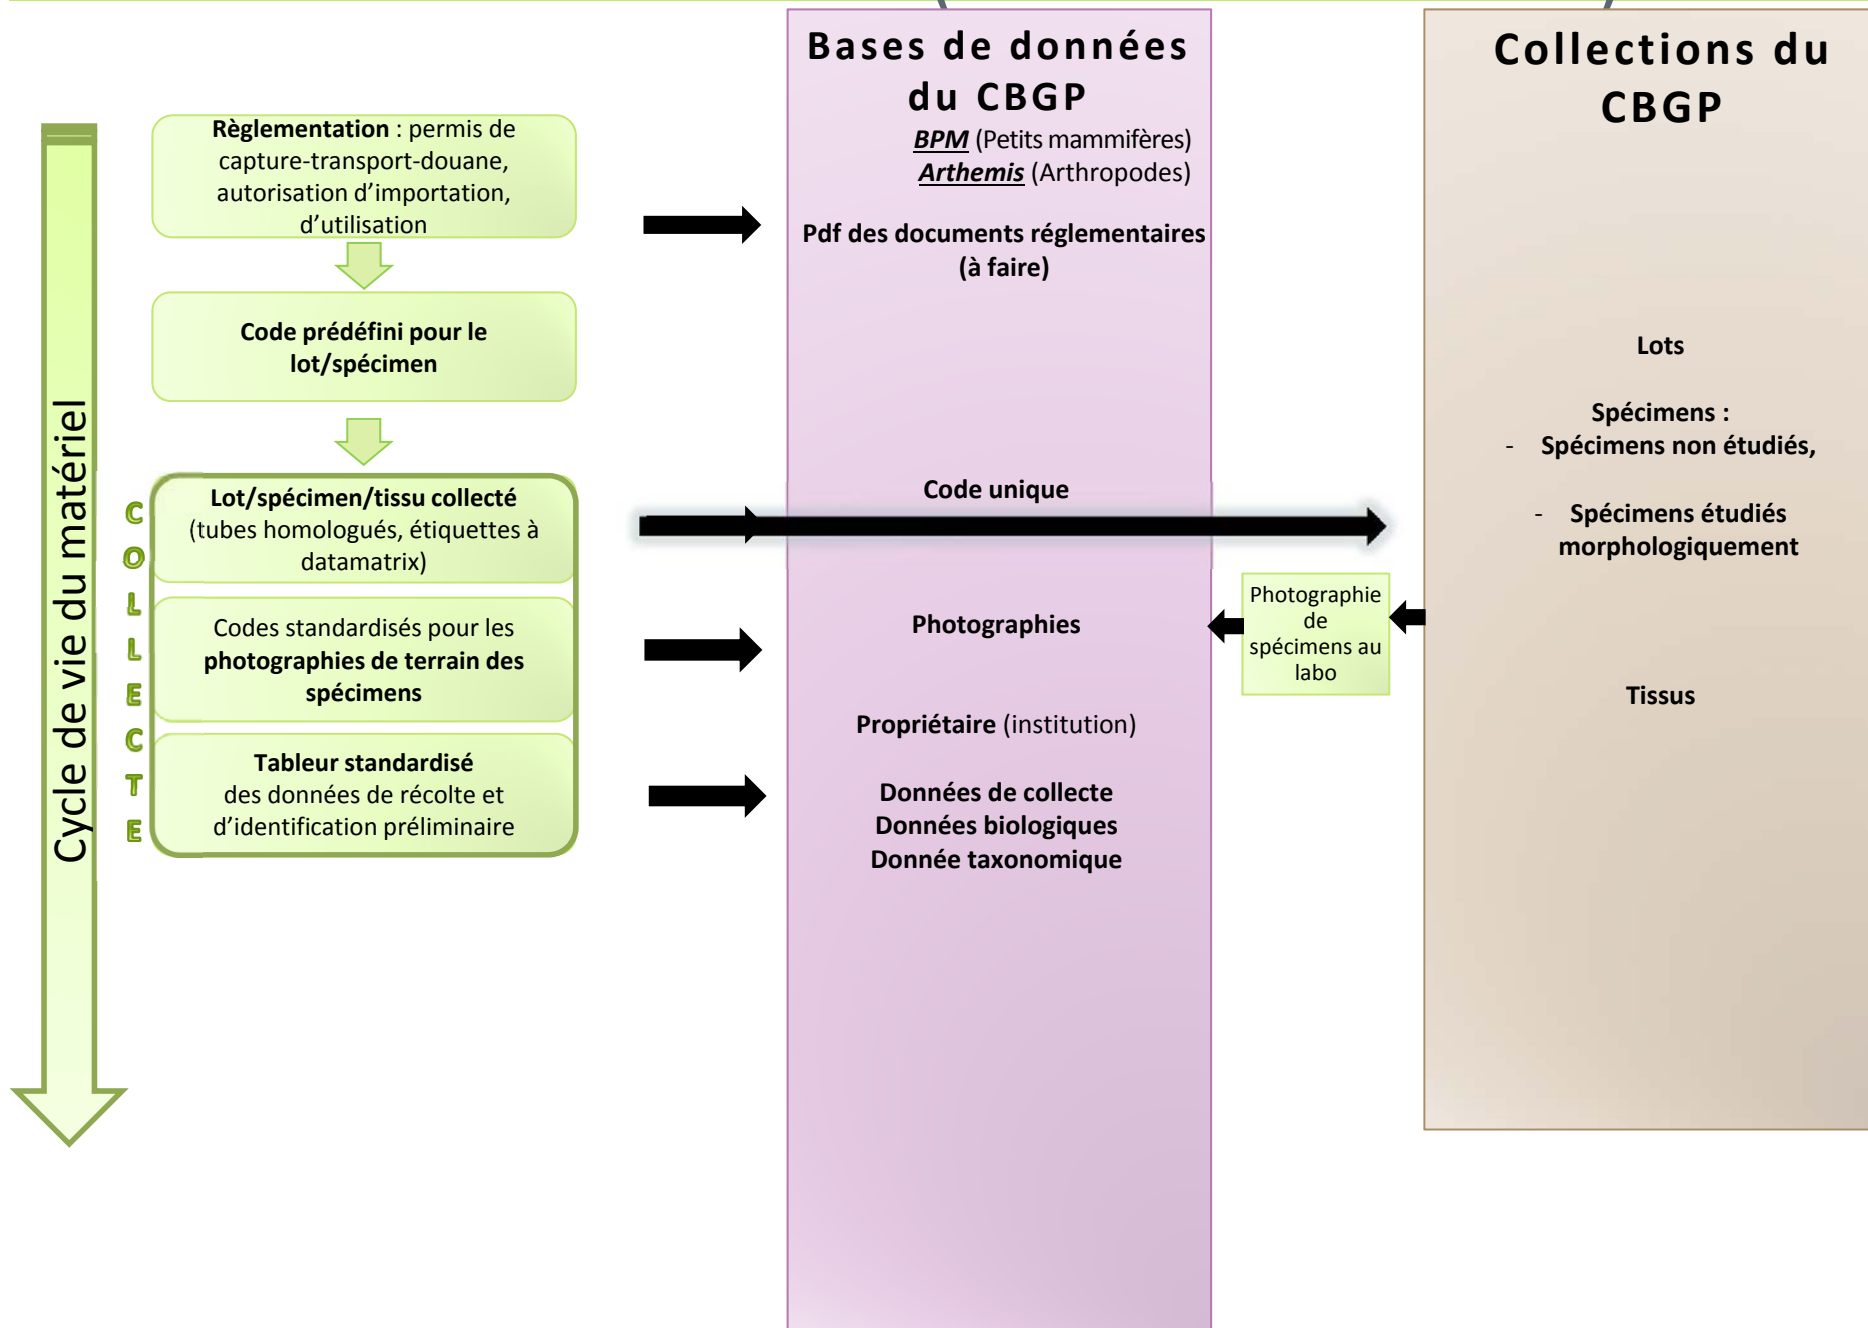 Bases de données
du CBGP
BPM (Petits mammifères)
Arthemis (Arthropodes)
Pdf des documents réglementaires
(à faire)
Code unique
Photographies
Propriétaire (institution)
Données de collecte
Données biologiques
Donnée taxonomique
Collections du
CBGP
Lots
Spécimens :
- Spécimens non étudiés,
- Spécimens étudiés
morphologiquement
Tissus
Photographie
de
spécimens au
labo
Cycle de vie du matériel
Règlementation : permis de
capture-transport-douane,
autorisation d’importation,
d’utilisation
Code prédéfini pour le
lot/spécimen
COLLECTE
Lot/spécimen/tissu collecté
(tubes homologués, étiquettes à
datamatrix)
Codes standardisés pour les
photographies de terrain des
spécimens
Tableur standardisé
des données de récolte et
d’identification préliminaire